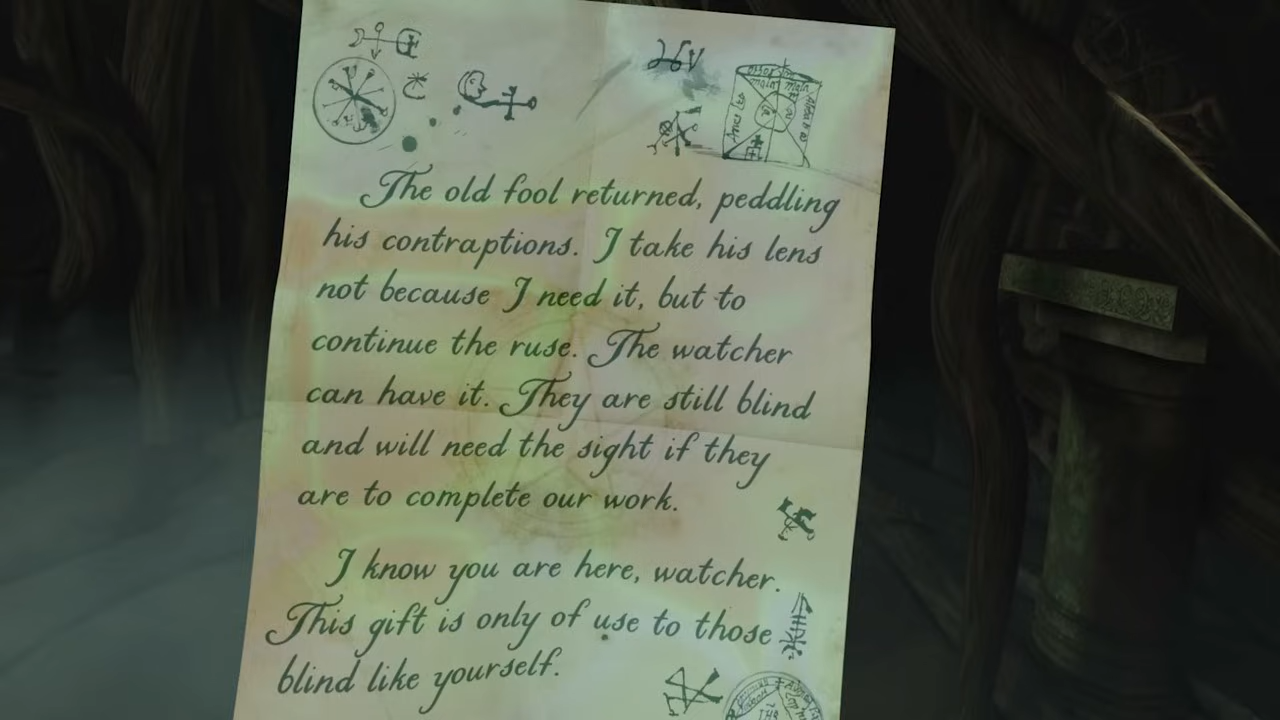 The old fool returned, peddling
his contraptions. I take his lens
not because I need it, but to
continue the ruse. The watcher
can have it. They are still blind
and will need the sight if they
are to complete our work.
I know you are here, watcher.
This gift is only of use to those
blind like yourself.